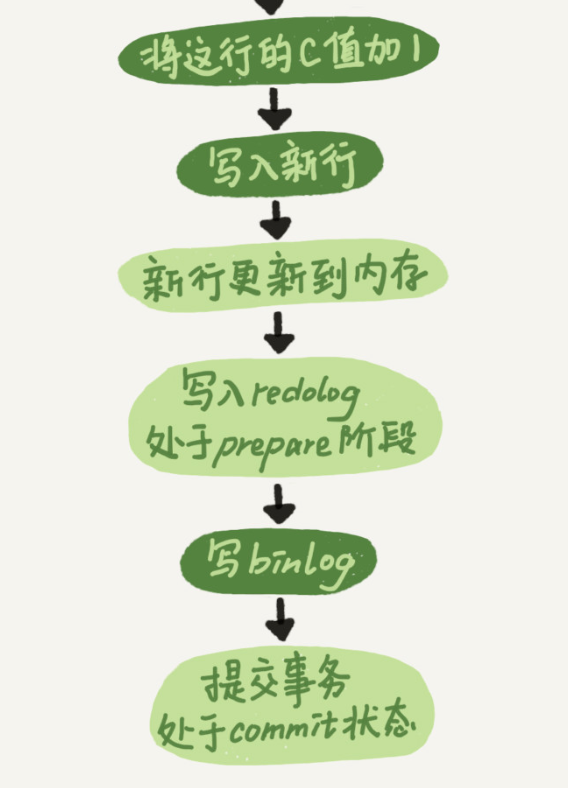 将这行的C值加1
写入新行
新行更新到内存
写入redolog
处于prepare阶段
写binlog
提交事务
处于commit状态